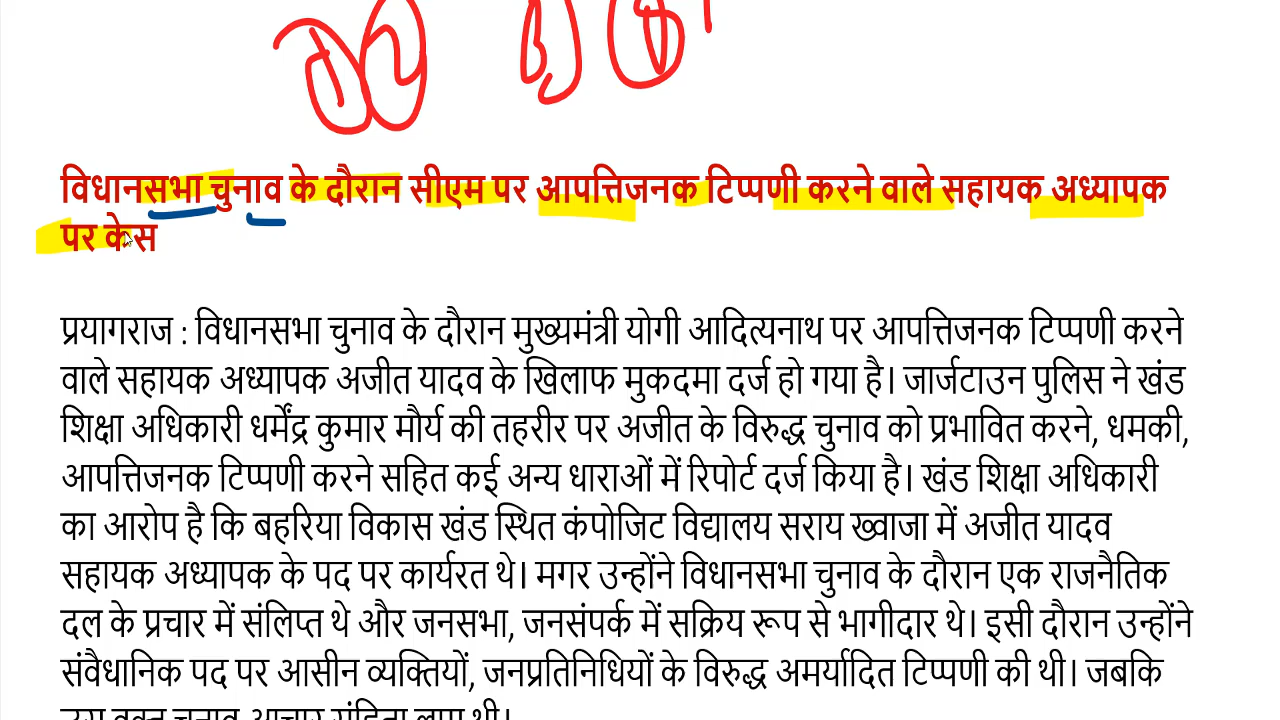 विधानसभा चुनाव के दौरान सीएम पर आपत्तिजनक टिप्पणी करने वाले सहायक अध्यापक
पर केस
प्रयागराज : विधानसभा चुनाव के दौरान मुख्यमंत्री योगी आदित्यनाथ पर आपत्तिजनक टिप्पणी करने
वाले सहायक अध्यापक अजीत यादव के खिलाफ मुकदमा दर्ज हो गया है। जार्जटाउन पुलिस ने खंड
शिक्षा अधिकारी धर्मेंद्र कुमार मौर्य की तहरीर पर अजीत के विरुद्ध चुनाव को प्रभावित करने, धमकी,
आपत्तिजनक टिप्पणी करने सहित कई अन्य धाराओं में रिपोर्ट दर्ज किया है। खंड शिक्षा अधिकारी
का आरोप है कि बहरिया विकास खंड स्थित कंपोजिट विद्यालय सराय ख्वाजा में अजीत यादव
सहायक अध्यापक के पद पर कार्यरत थे। मगर उन्होंने विधानसभा चुनाव के दौरान एक राजनैतिक
दल के प्रचार में संलिप्त थे और जनसभा, जनसंपर्क में सक्रिय रूप से भागीदार थे। इसी दौरान उन्होंने
संवैधानिक पद पर आसीन व्यक्तियों, जनप्रतिनिधियों के विरुद्ध अमर्यादित टिप्पणी की थी। जबकि
उस वक्त चुनाव आचार संहिता लागू थी।